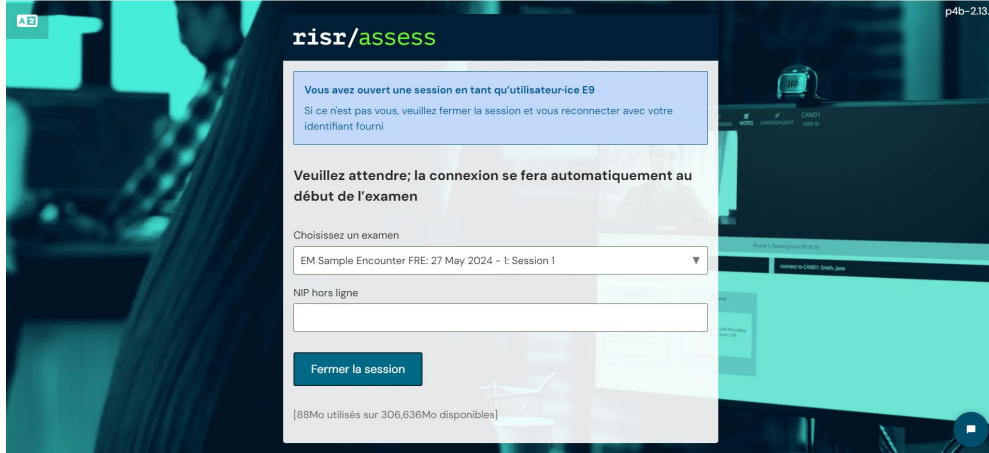 p4b-2.13.
risr/assess
Vous avez ouvert une session en tant qu'utilisateur·ice E9
Si ce n'est pas vous, veuillez fermer la session et vous reconnecter avec votre
identifiant fourni
Veuillez attendre; la connexion se fera automatiquement au
début de l'examen
Choisissez un examen
EM Sample Encounter FRE: 27 May 2024 - 1: Session 1
NIP hors ligne
Fermer la session
[88Mo utilisés sur 306,636Mo disponibles]
NOTES
CAND1
USER ID
connect to CAND1: Smith, Jane